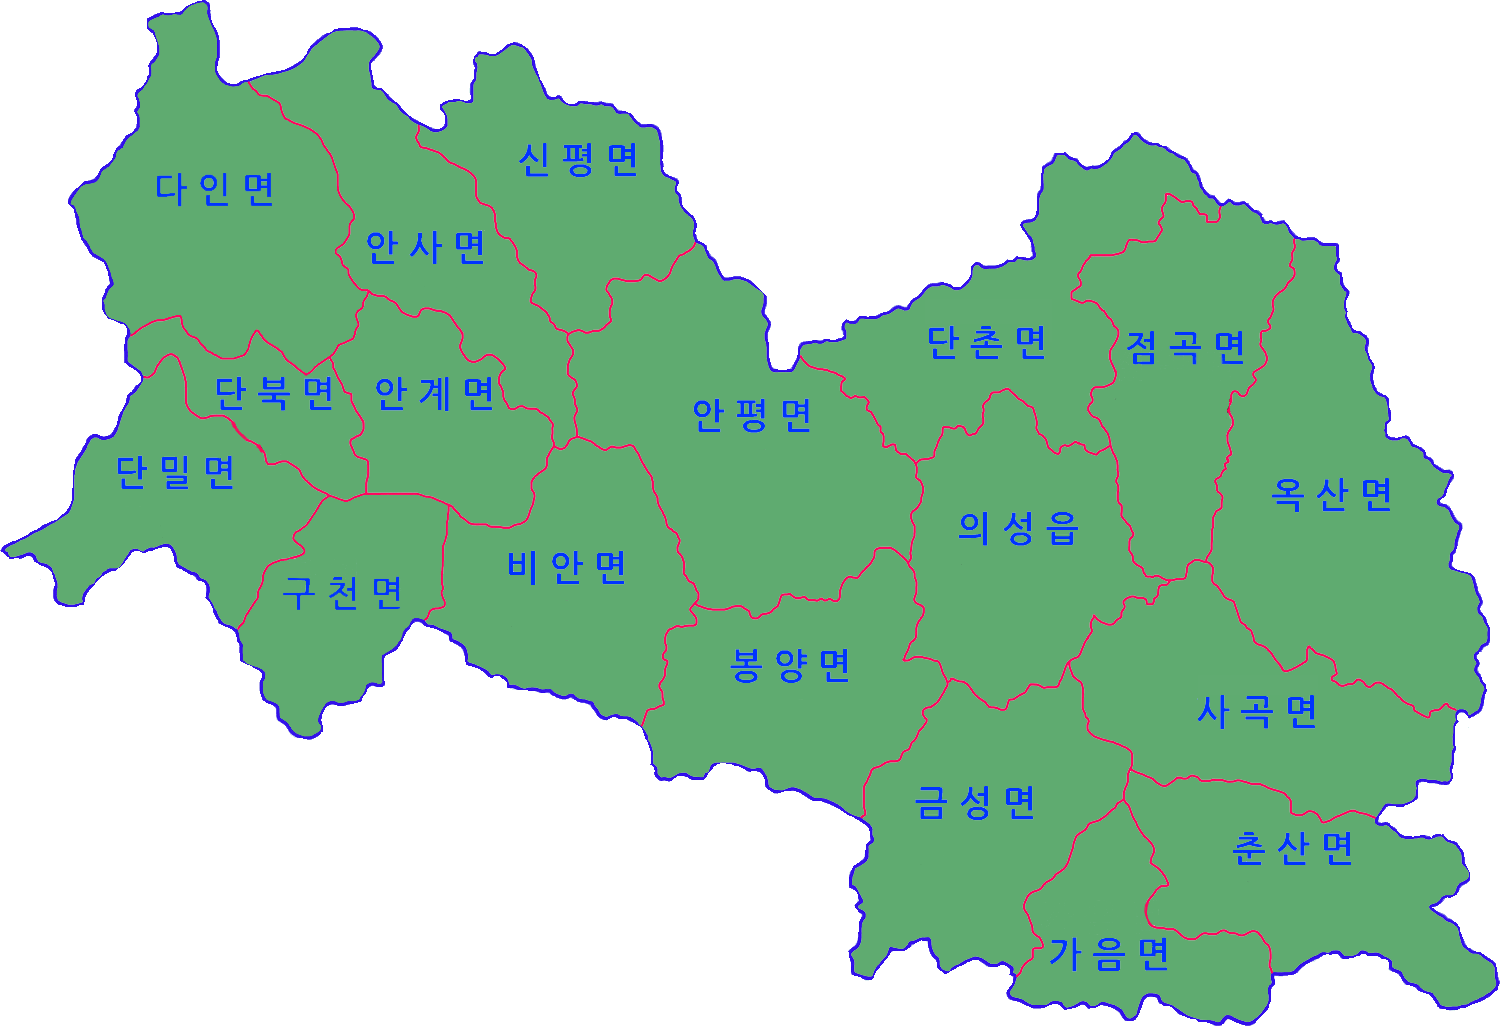 신평면
다인면
안사면
단촌면
점곡면
단북면
안계면
안평면
단밀면
옥산면
의성읍
비안면
구천면
봉양면
사곡면
금성면
춘산면
가음면